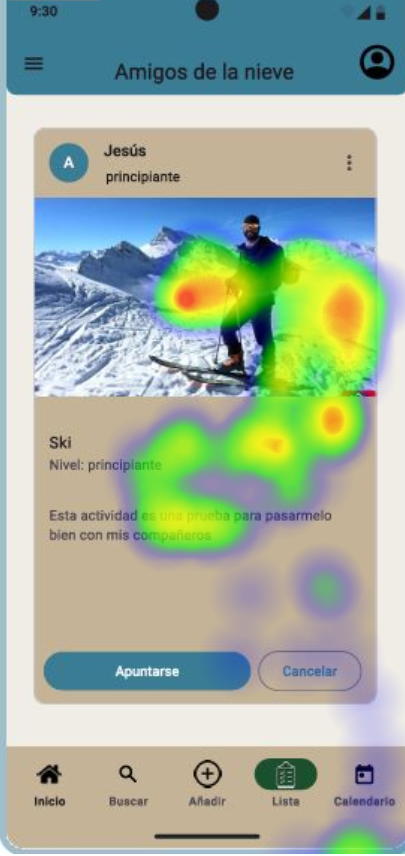 9:30
Amigos de la nieve
A
Jesús
principiante
Ski
Nivel: principiante
Esta actividad es una prueba para pasarmelo
bien con mis compañeros
Apuntarse
Cancelar
Inicio
Buscar
Añadir
Lista
Calendario